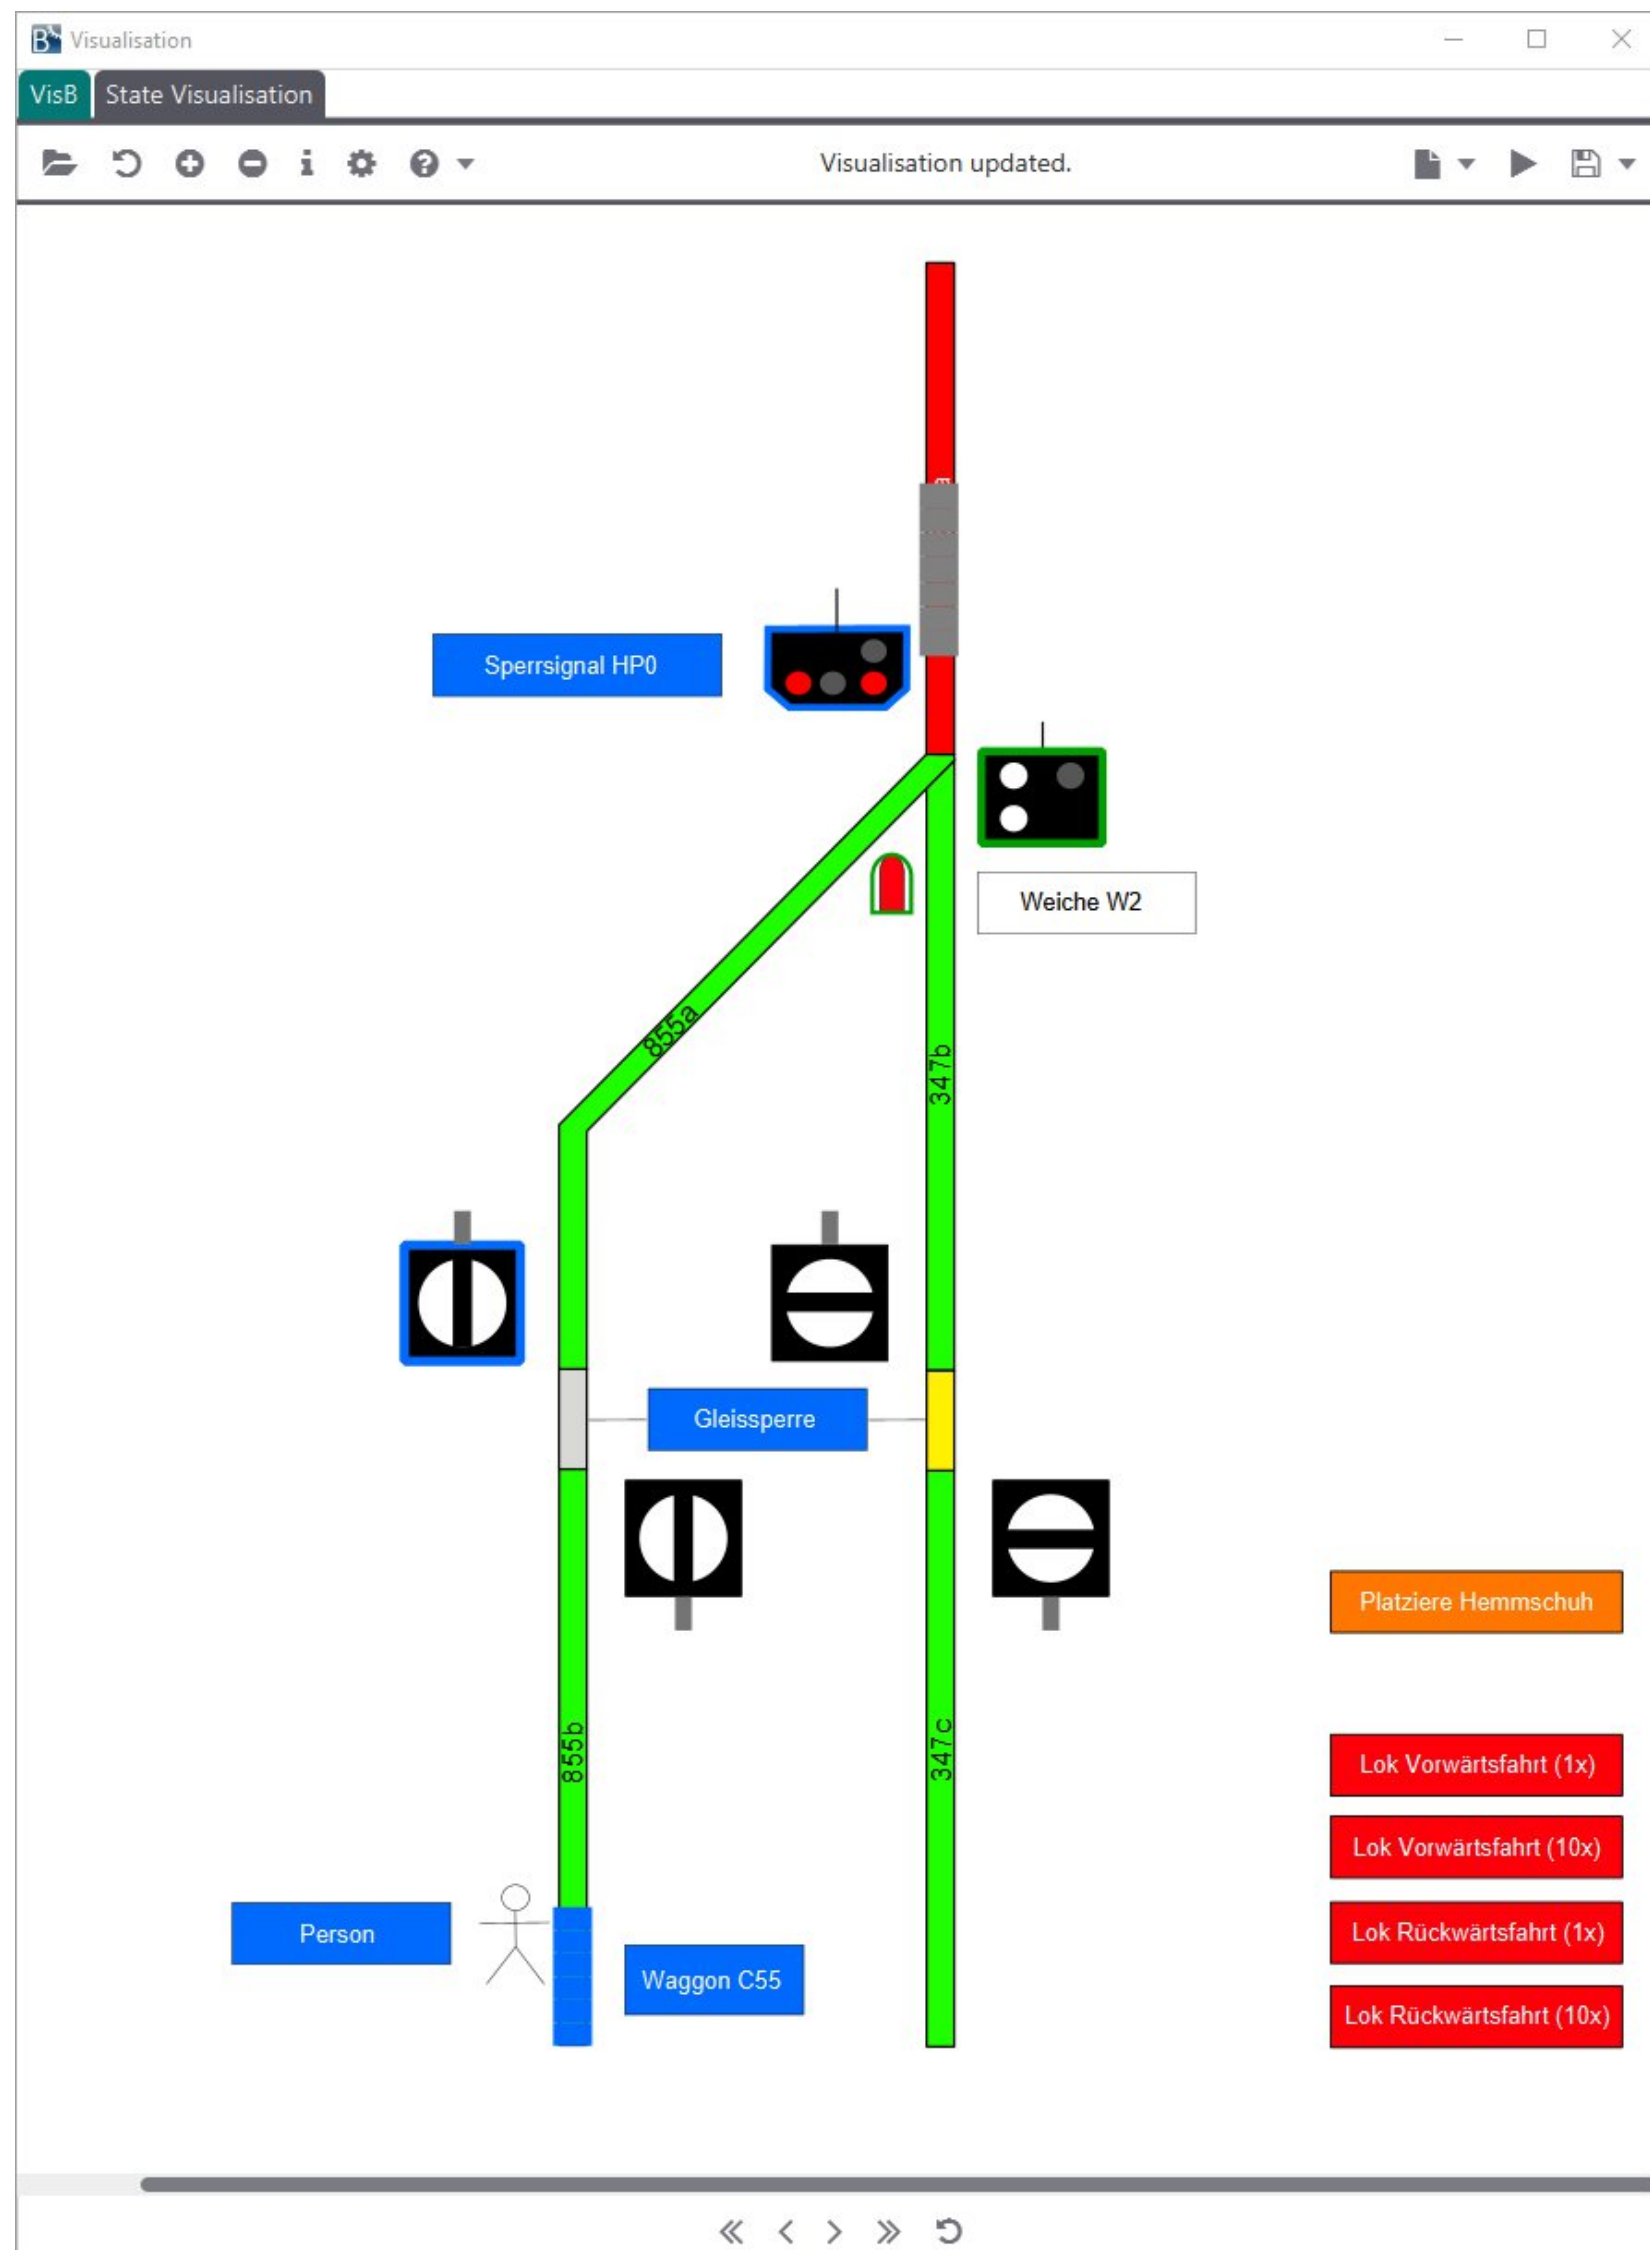 Visualisation
VisB
State Visualisation
Visualisation updated.
Sperrsignal HP0
Weiche W2
855a
347b
Gleissperre
Platziere Hemmschuh
855b
347c
Lok Vorwärtsfahrt (1x)
Lok Vorwärtsfahrt (10x)
Person
Lok Rückwärtsfahrt (1x)
Waggon C55
Lok Rückwärtsfahrt (10x)